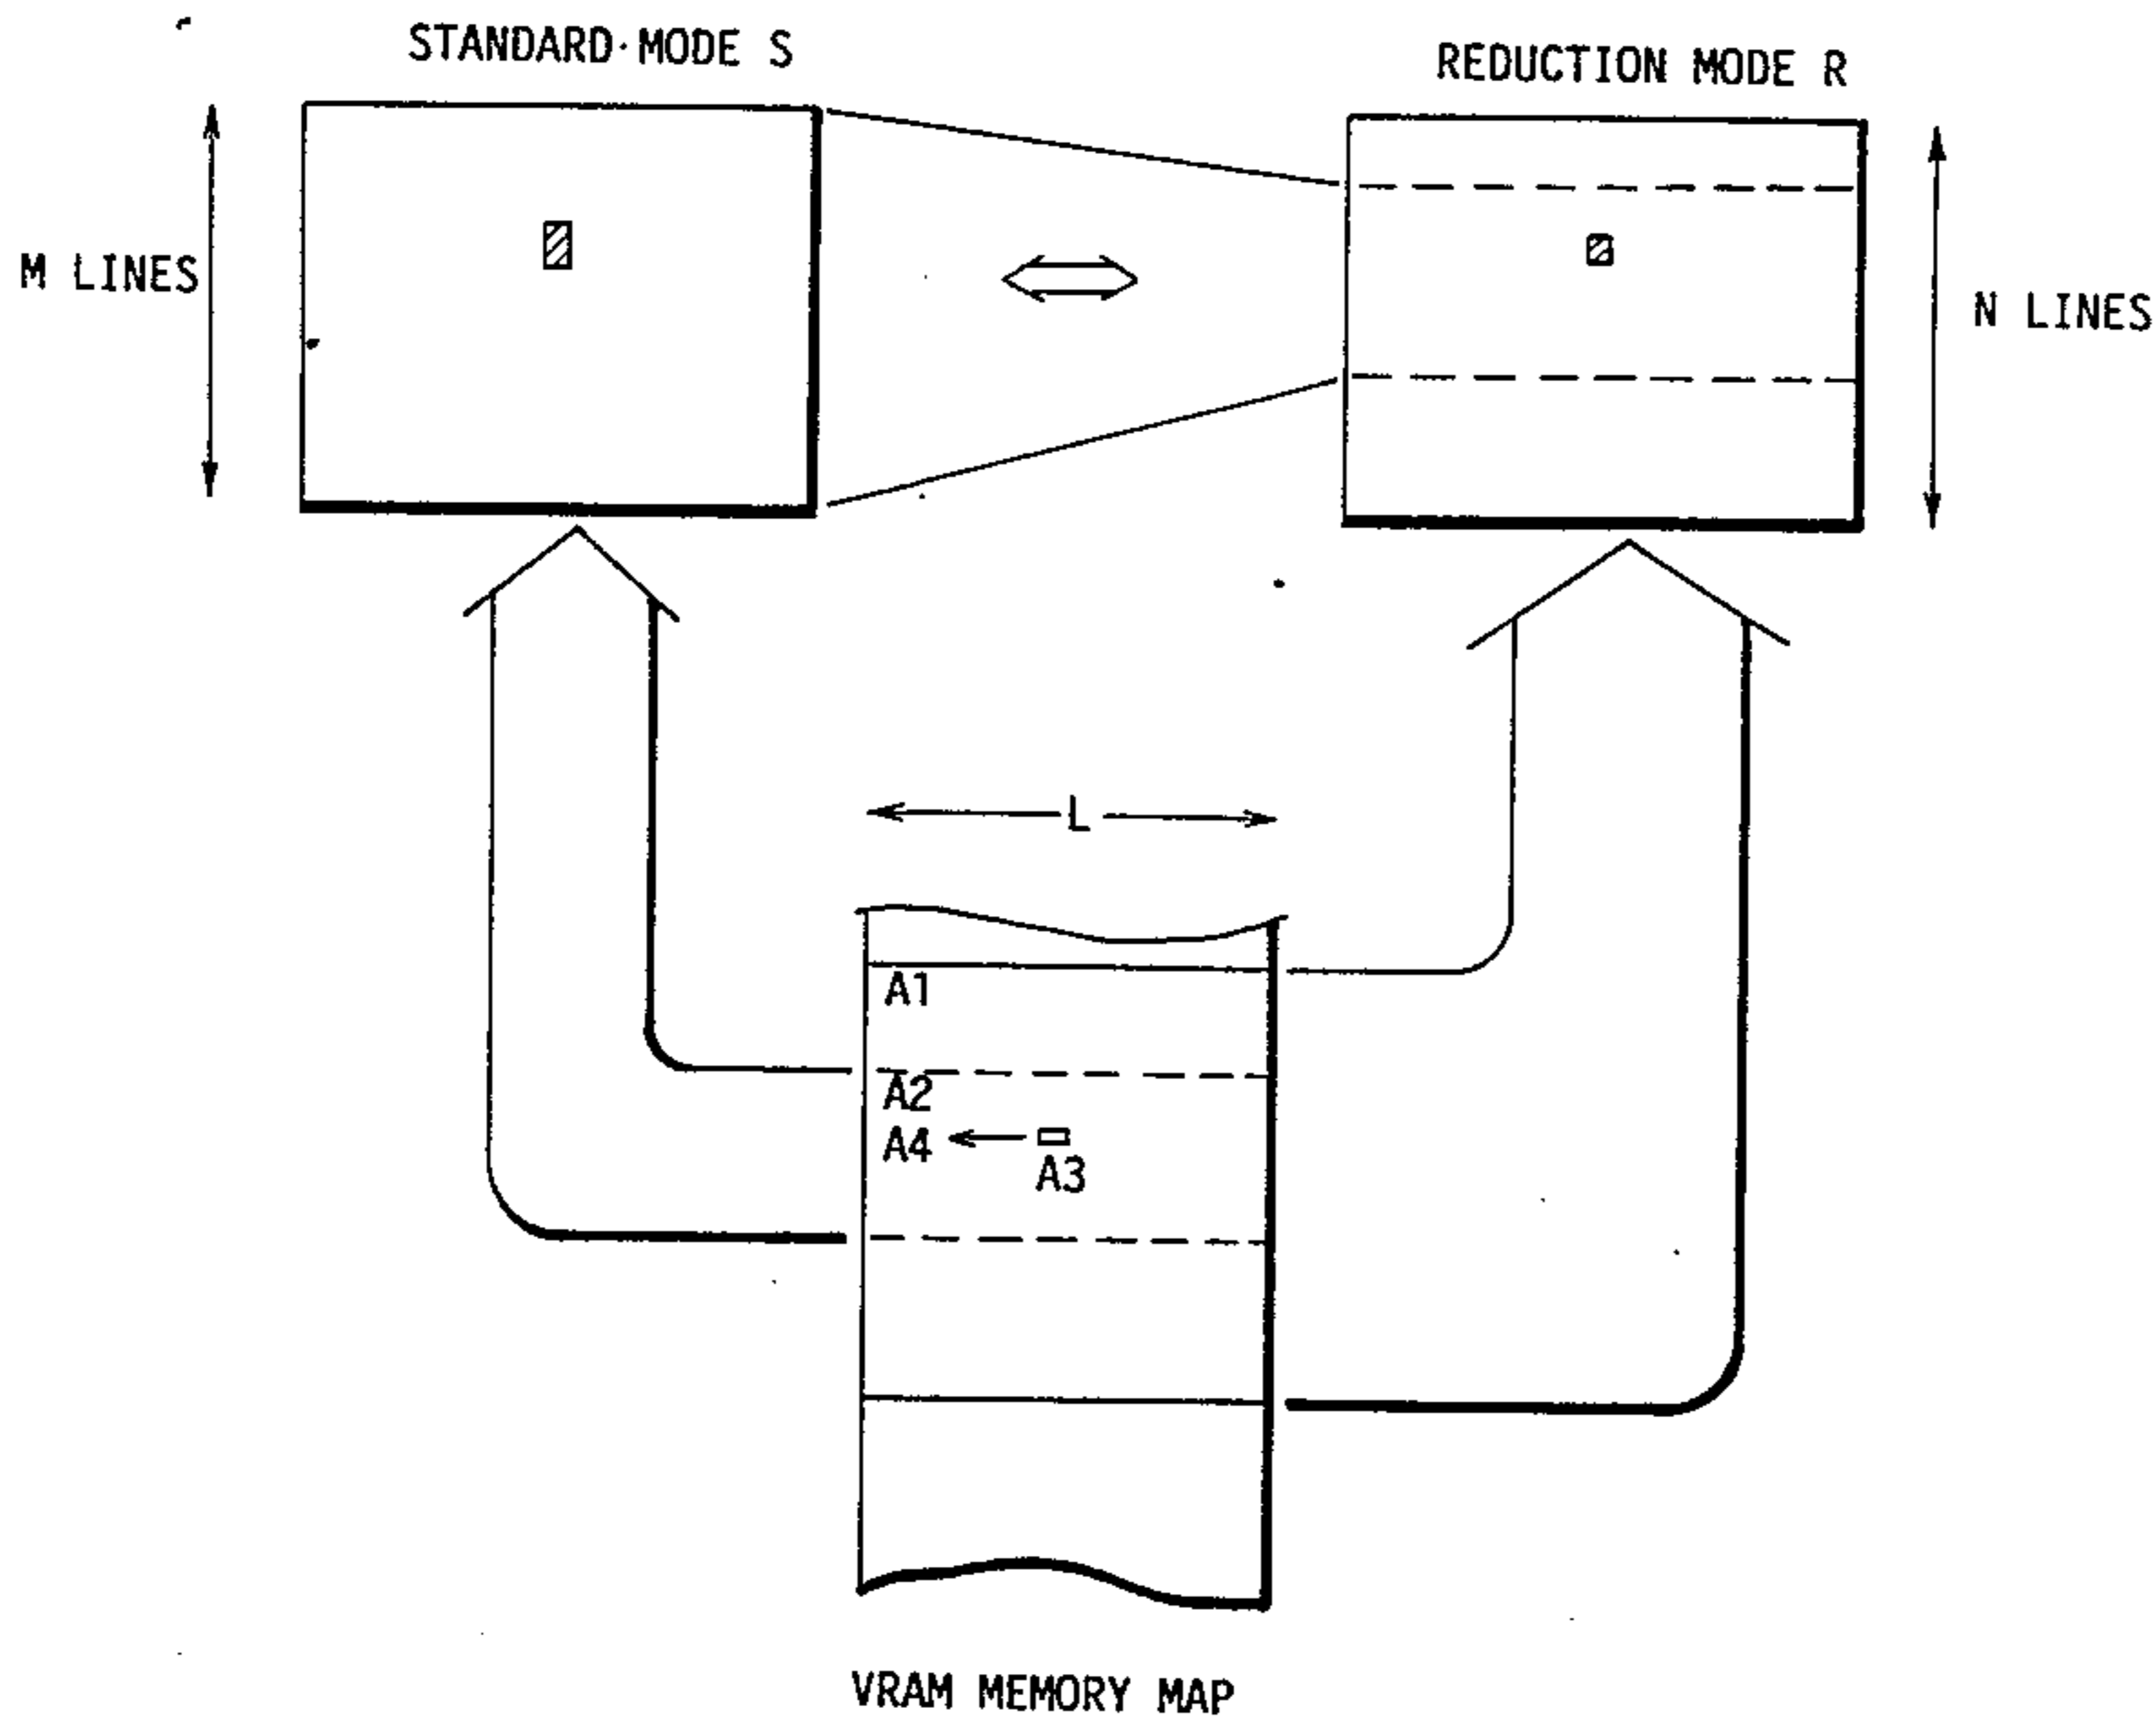 STANDARD MODE S
REDUCTION MODE R
M LINES
N LINES
L
A1
A2
A4
A3
VRAM MEMORY MAP